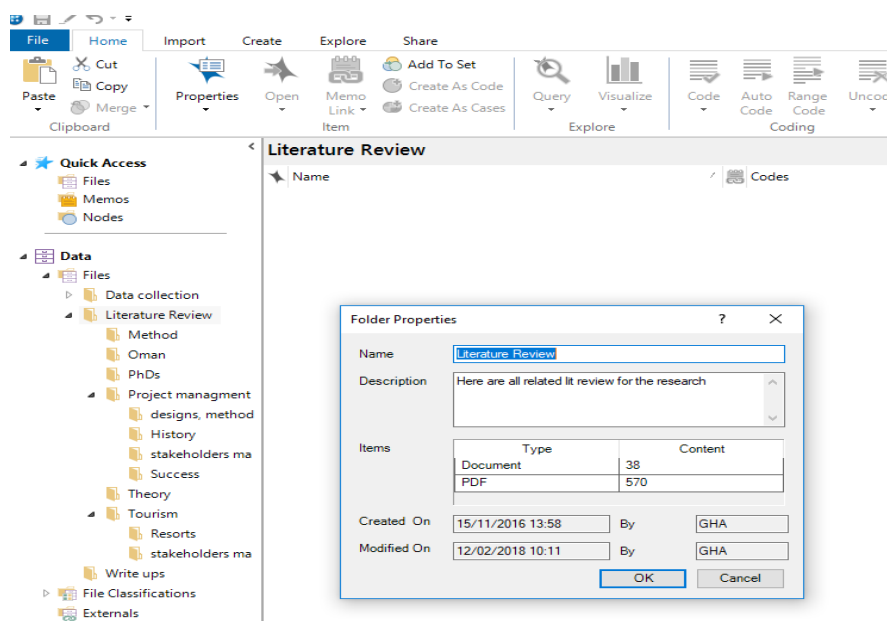 File Home Import Create Explore Share
Cut
Copy
Merge
Paste
Clipboard
Properties
Open
Memo Link
Add To Set
Create As Code
Create As Cases
Item
Query
Visualize
Explore
Code
Auto Code
Range Code
Uncod
Coding
Quick Access
Files
Memos
Nodes
Data
Files
Data collection
Literature Review
Method
Oman
PhDs
Project managment
designs, method
History
stakeholders ma
Success
Theory
Tourism
Resorts
stakeholders ma
Write ups
File Classifications
Externals
Literature Review
Name Codes
Folder Properties ?
Name Literature Review
Description Here are all related lit review for the research
Items Type Content
Document 38
PDF 570
Created On 15/11/2016 13:58 By GHA
Modified On 12/02/2018 10:11 By GHA
OK Cancel